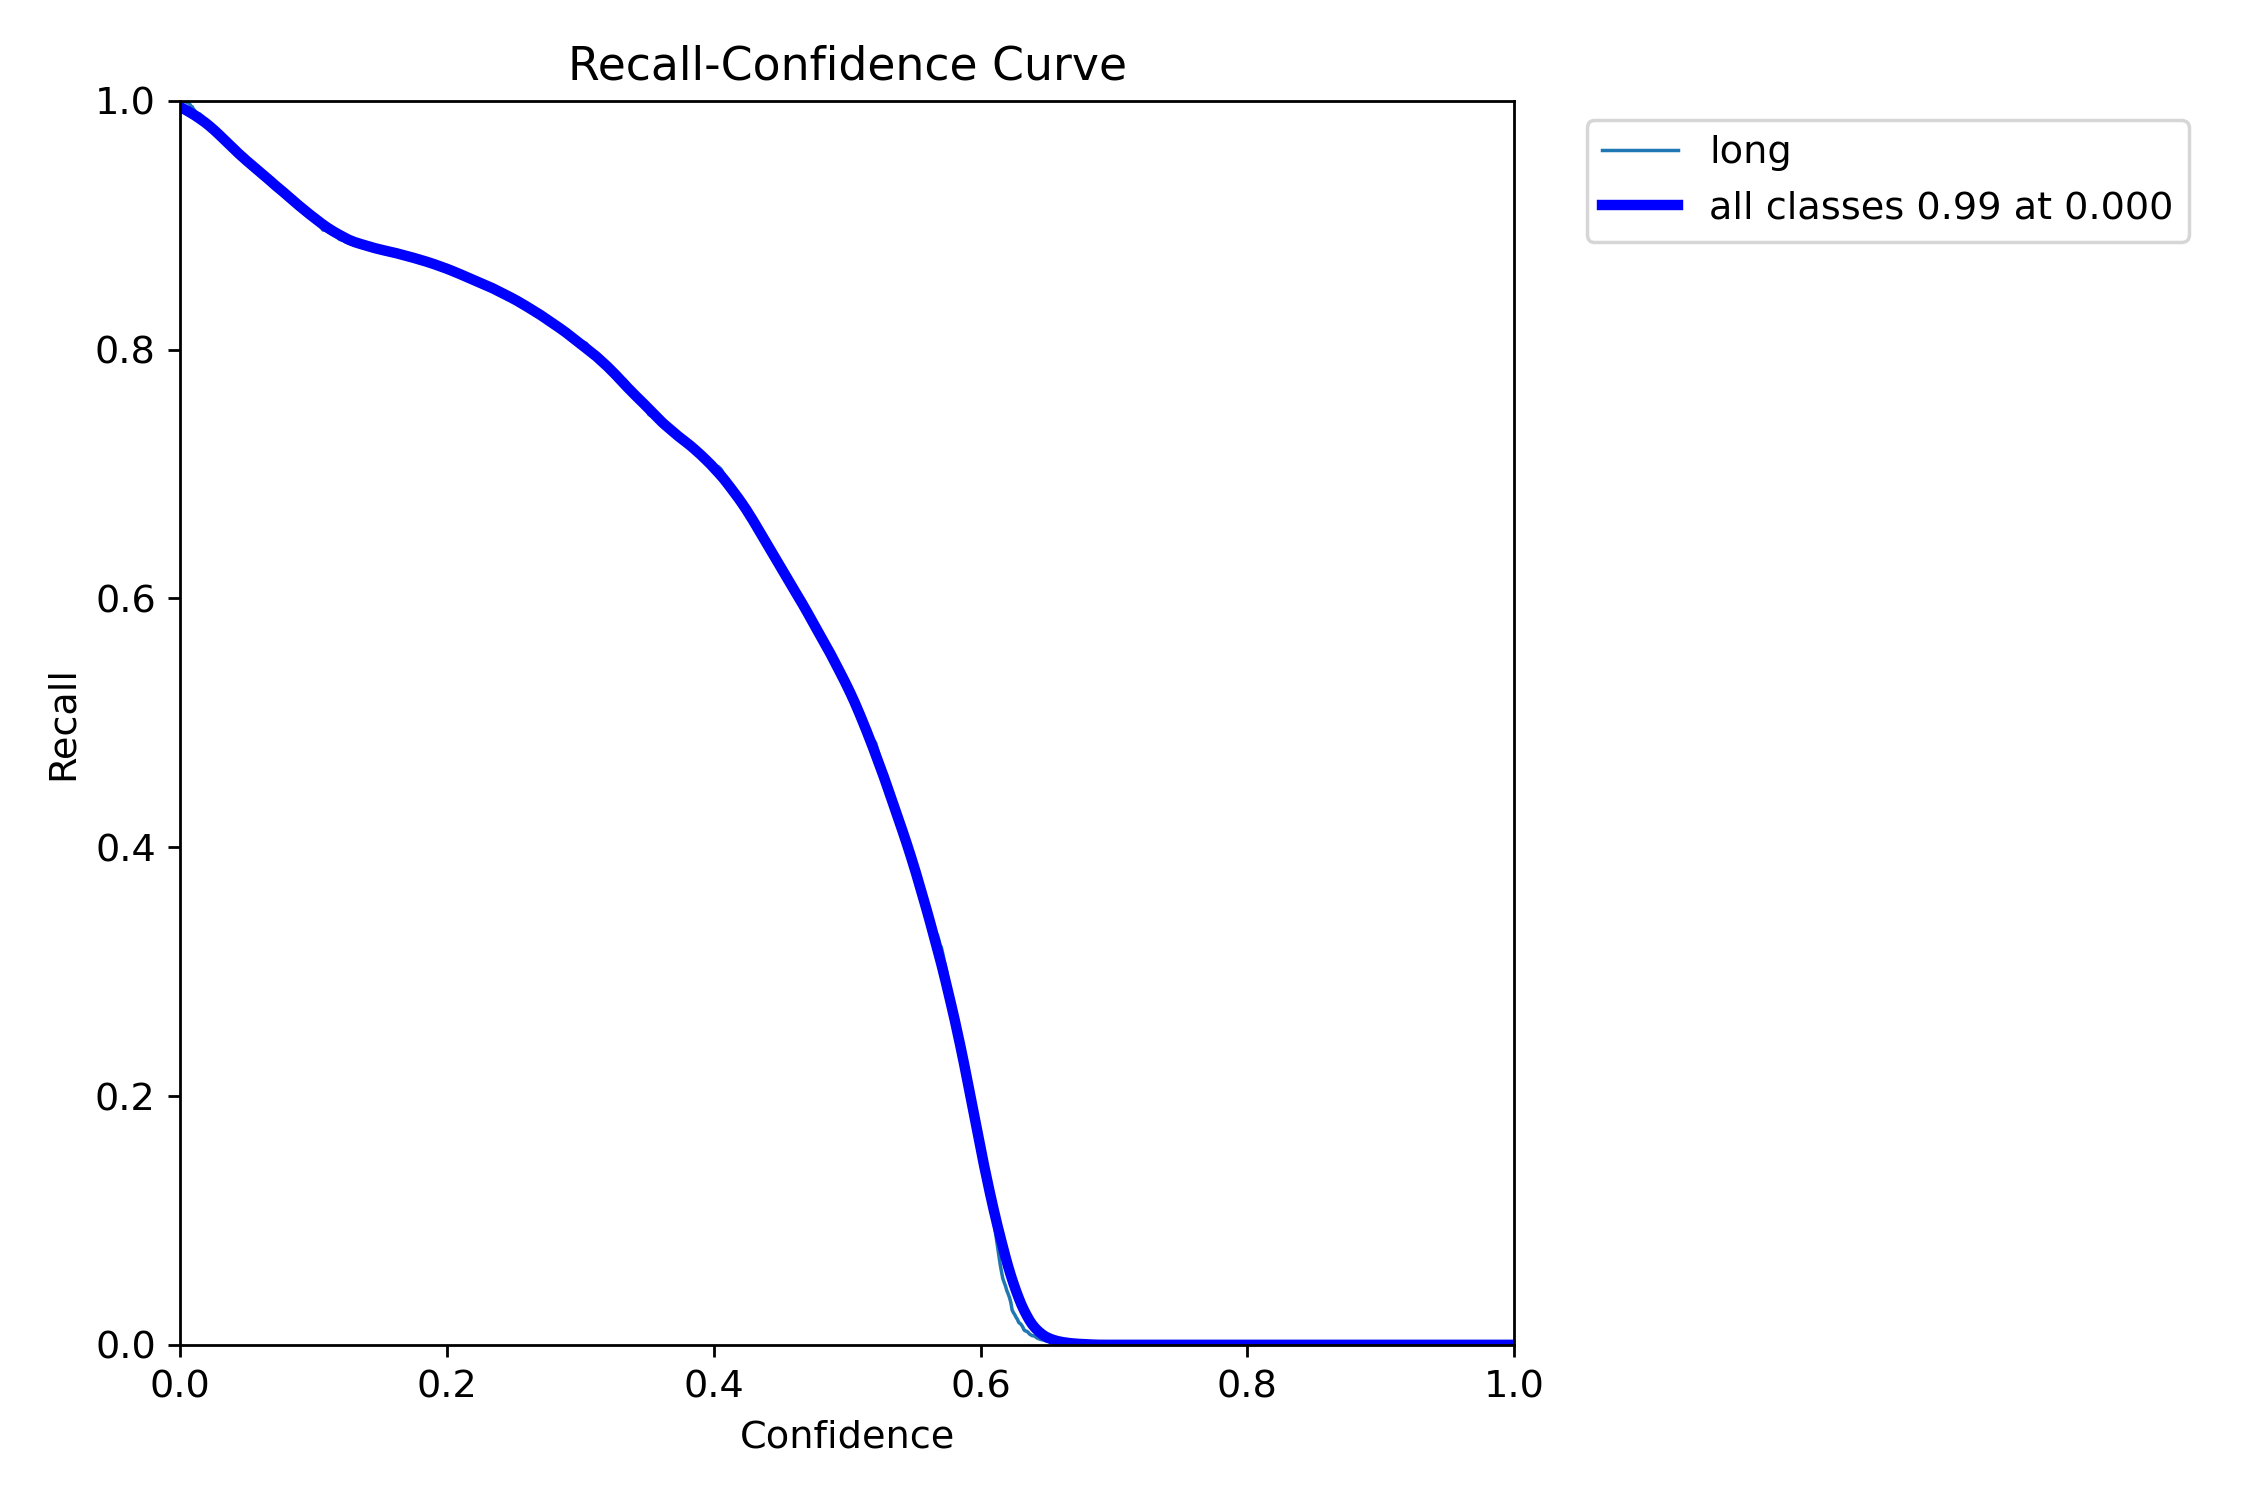 Recall-Confidence Curve
long
all classes 0.99 at 0.000
Recall
1.0
0.8
0.6
0.4
0.2
0.0
0.0 0.2 0.4 0.6 0.8 1.0
Confidence